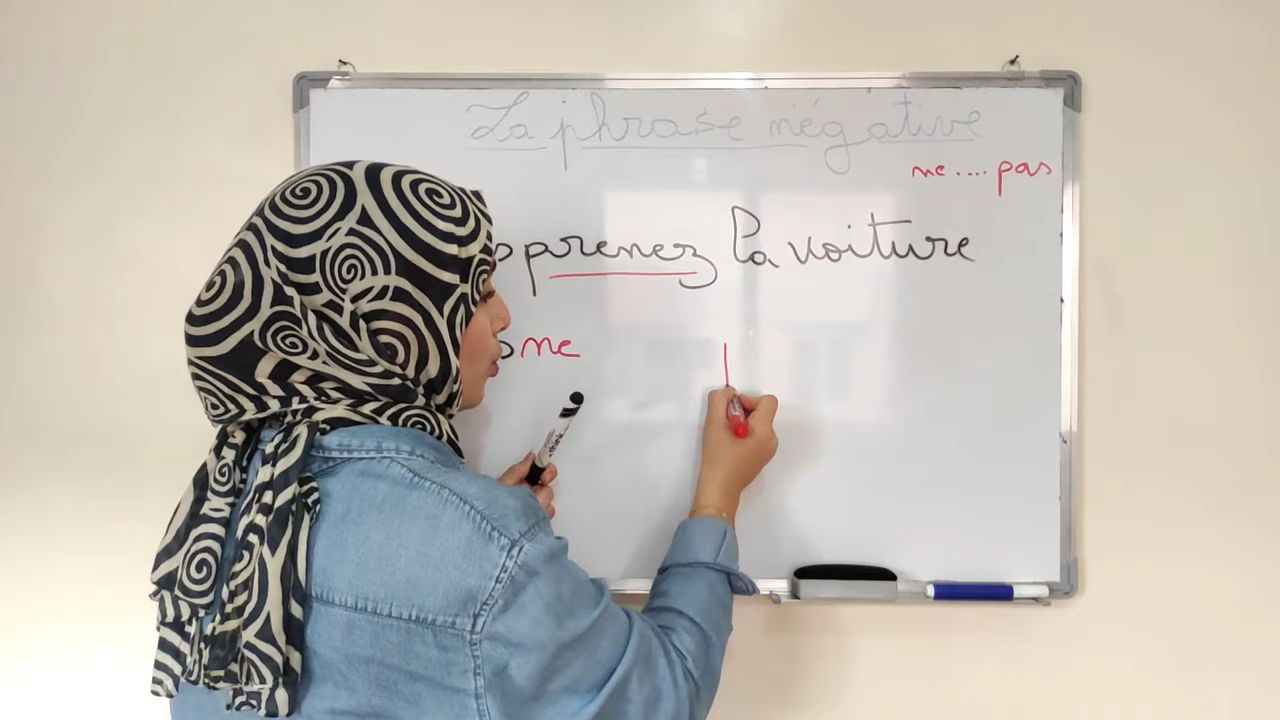 La phrase négative
ne....pas
prenez la voiture
ne